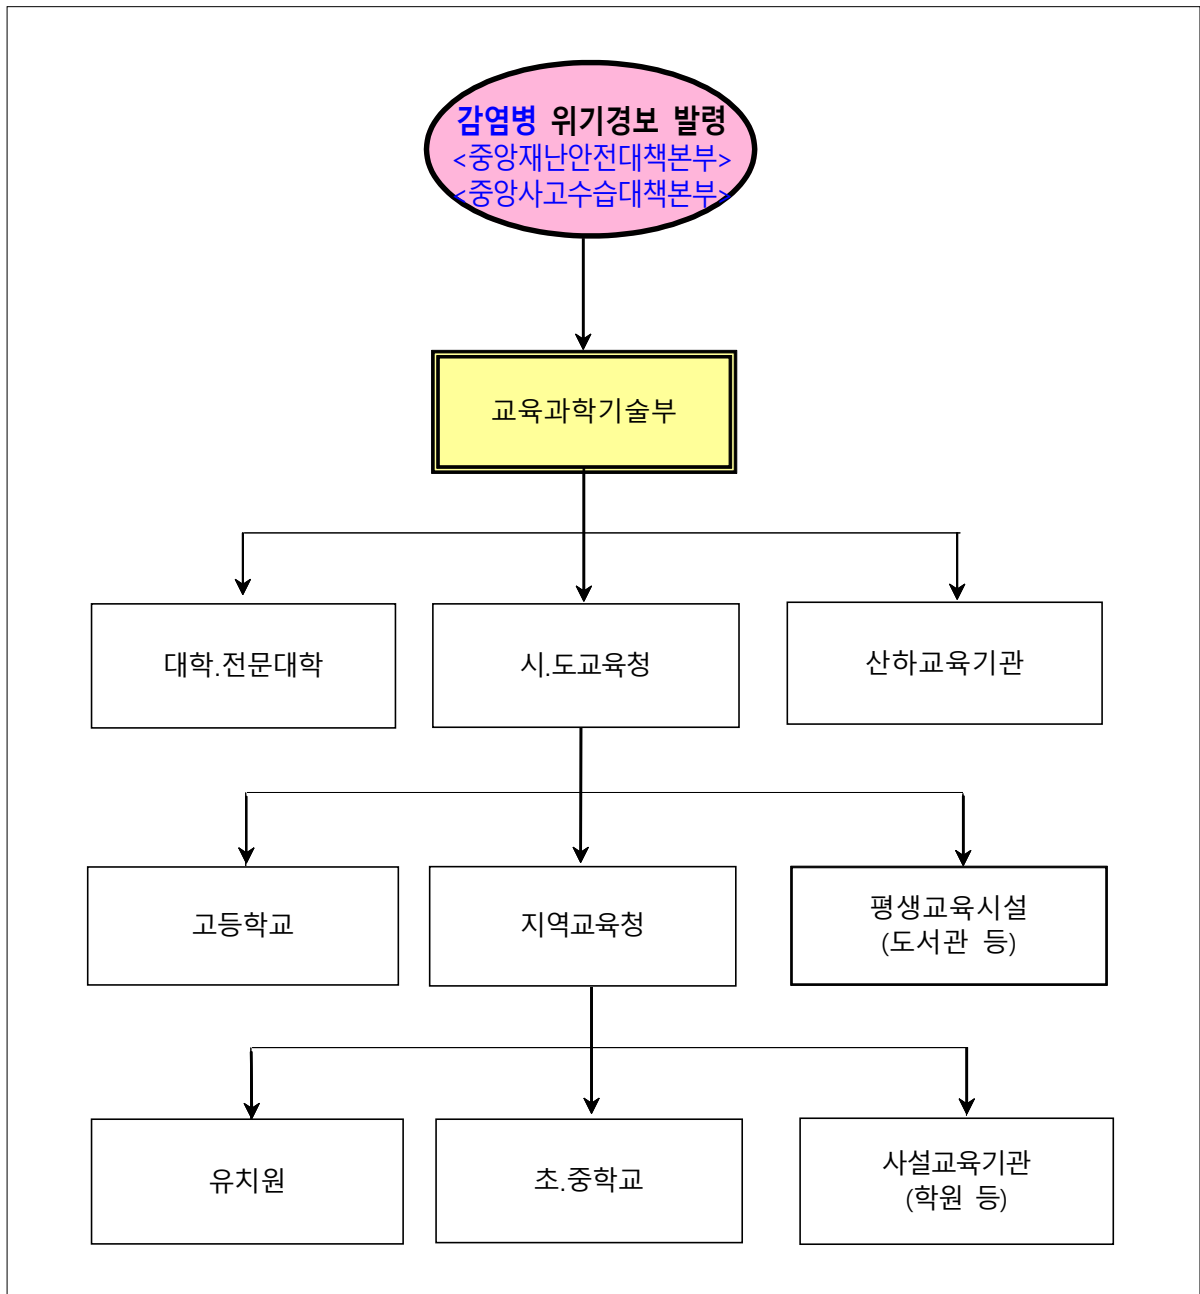 감염병 위기경보 발령
<중앙재난안전대책본부>
<중앙사고수습대책본부>
교육과학기술부
대학.전문대학
시.도교육청
산하교육기관
고등학교
지역교육청
평생교육시설
(도서관 등)
유치원
초.중학교
사설교육기관
(학원 등)